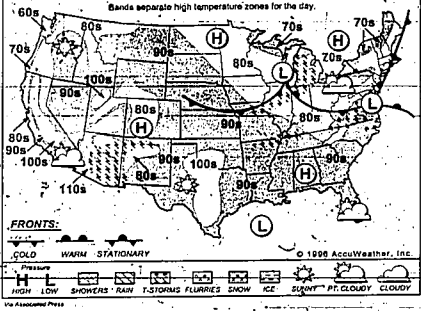 Bands separate high temperature zones for the day.
60s 80s 70s 70s
70s 90s H 80s H 70s
100s L
90s 80s 90s 80s L
H
80s
90s 100s 90s 100s 90s
110s 80s 90s H
L
FRONTS:
COLD WARM STATIONARY
© 1996 AccuWeather, Inc.
Pressure
H L
HIGH LOW SHOWERS RAIN T-STORMS FLURRIES SNOW ICE SUNNY PT. CLOUDY CLOUDY
Via Associated Press